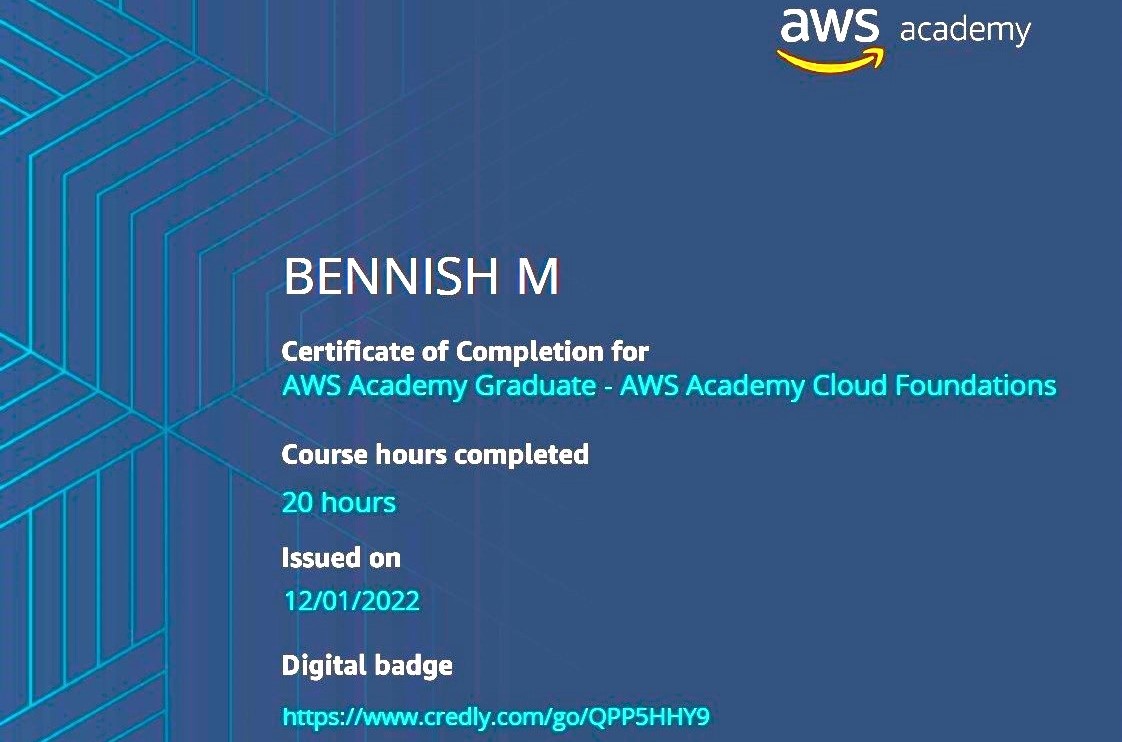 aws academy
BENNISH M
Certificate of Completion for
AWS Academy Graduate - AWS Academy Cloud Foundations
Course hours completed
20 hours
Issued on
12/01/2022
Digital badge
https://www.credly.com/go/QPP5HHY9